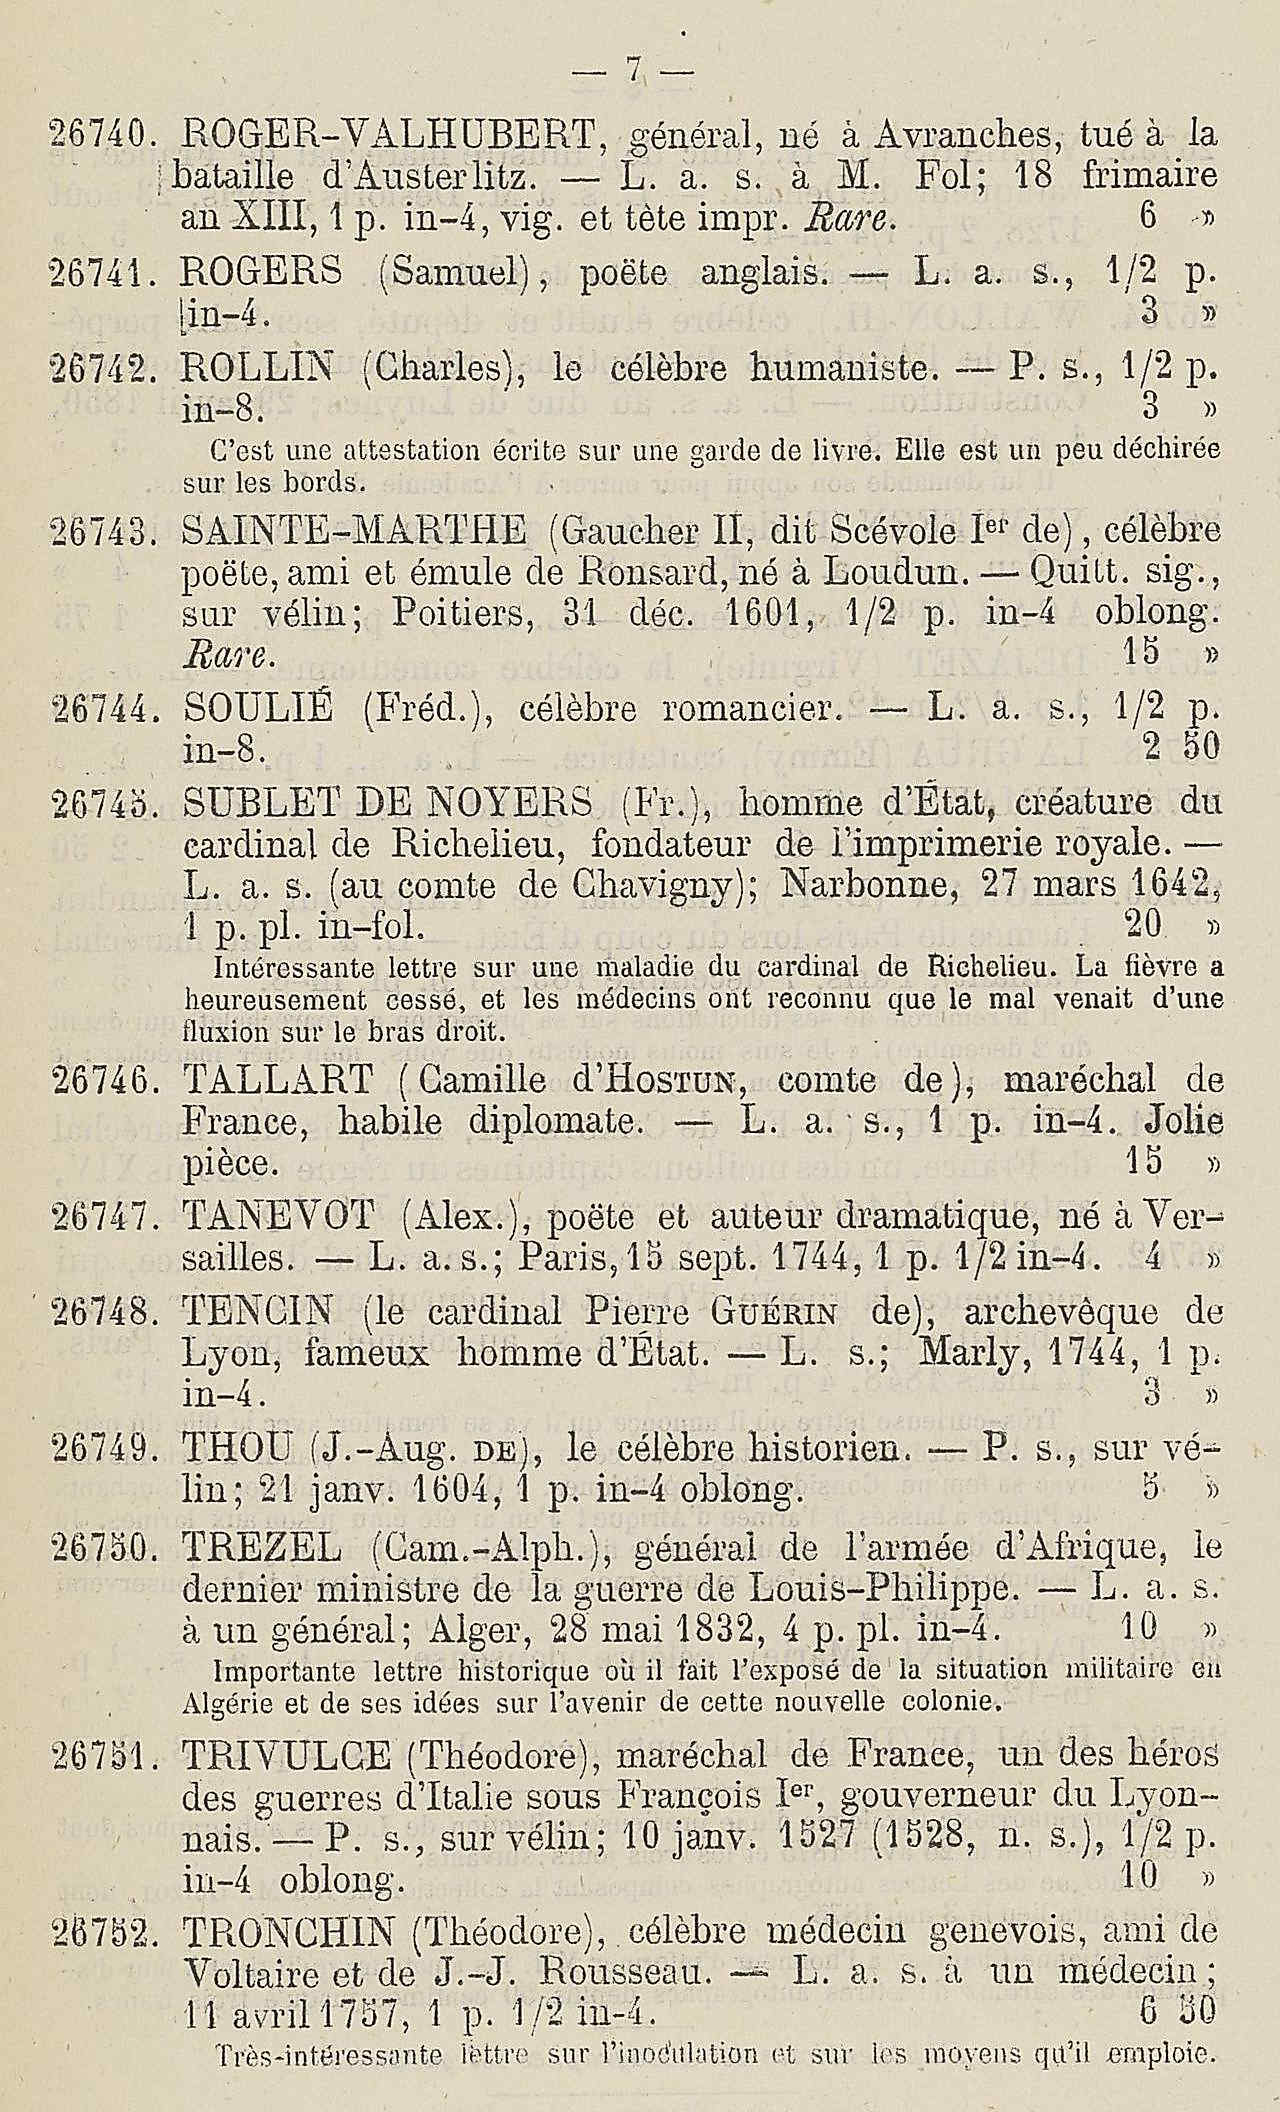 — 7 —
26740. ROGER-VALHUBERT, général, né à Avranches, tué à la
bataille d'Austerlitz. — L. a. s. à M. Fol; 18 frimaire
an XIII, 1 p. in-4, vig. et tète impr. Rare. 6 »
26741. ROGERS (Samuel), poëte anglais. — L. a. s., 1/2 p.
in-4. 3 »
26742. ROLLIN (Charles), le célèbre humaniste. — P. s., 1/2 p.
in-8. 3 »
C'est une attestation écrite sur une garde de livre. Elle est un peu déchirée
sur les bords.
26743. SAINTE-MARTHE (Gaucher II, dit Scévole Ier de), célèbre
poëte, ami et émule de Ronsard, né à Loudun. — Quitt. sig.,
sur vélin; Poitiers, 31 déc. 1601, 1/2 p. in-4 oblong.
Rare. 15 »
26744. SOULIÉ (Fréd.), célèbre romancier. — L. a. s., 1/2 p.
in-8. 2 50
26745. SUBLET DE NOYERS (Fr.), homme d'État, créature du
cardinal de Richelieu, fondateur de l'imprimerie royale. —
L. a. s. (au comte de Chavigny); Narbonne, 27 mars 1642,
1 p. pl. in-fol. 20 »
Intéressante lettre sur une maladie du cardinal de Richelieu. La fièvre a
heureusement cessé, et les médecins ont reconnu que le mal venait d'une
fluxion sur le bras droit.
26746. TALLART (Camille d'HOSTUN, comte de), maréchal de
France, habile diplomate. — L. a. s., 1 p. in-4. Jolie
pièce. 15 »
26747. TANEVOT (Alex.), poëte et auteur dramatique, né à Ver-
sailles. — L. a. s.; Paris, 15 sept. 1744, 1 p. 1/2 in-4. 4 »
26748. TENCIN (le cardinal Pierre GUÉRIN de), archevêque de
Lyon, fameux homme d'État. — L. s.; Marly, 1744, 1 p.
in-4. 3 »
26749. THOU (J.-Aug. DE), le célèbre historien. — P. s., sur vé-
lin; 21 janv. 1604, 1 p. in-4 oblong. 5 »
26750. TREZEL (Cam.-Alph.), général de l'armée d'Afrique, le
dernier ministre de la guerre de Louis-Philippe. — L. a. s.
à un général; Alger, 28 mai 1832, 4 p. pl. in-4. 10 »
Importante lettre historique où il fait l'exposé de la situation militaire en
Algérie et de ses idées sur l'avenir de cette nouvelle colonie.
26751. TRIVULCE (Théodore), maréchal de France, un des héros
des guerres d'Italie sous François Ier, gouverneur du Lyon-
nais. — P. s., sur vélin; 10 janv. 1527 (1528, n. s.), 1/2 p.
in-4 oblong. 10 »
26752. TRONCHIN (Théodore), célèbre médecin genevois, ami de
Voltaire et de J.-J. Rousseau. — L. a. s. à un médecin;
11 avril 1757, 1 p. 1/2 in-4. 6 50
Très-intéressante lettre sur l'inoculation et sur les moyens qu'il emploie.